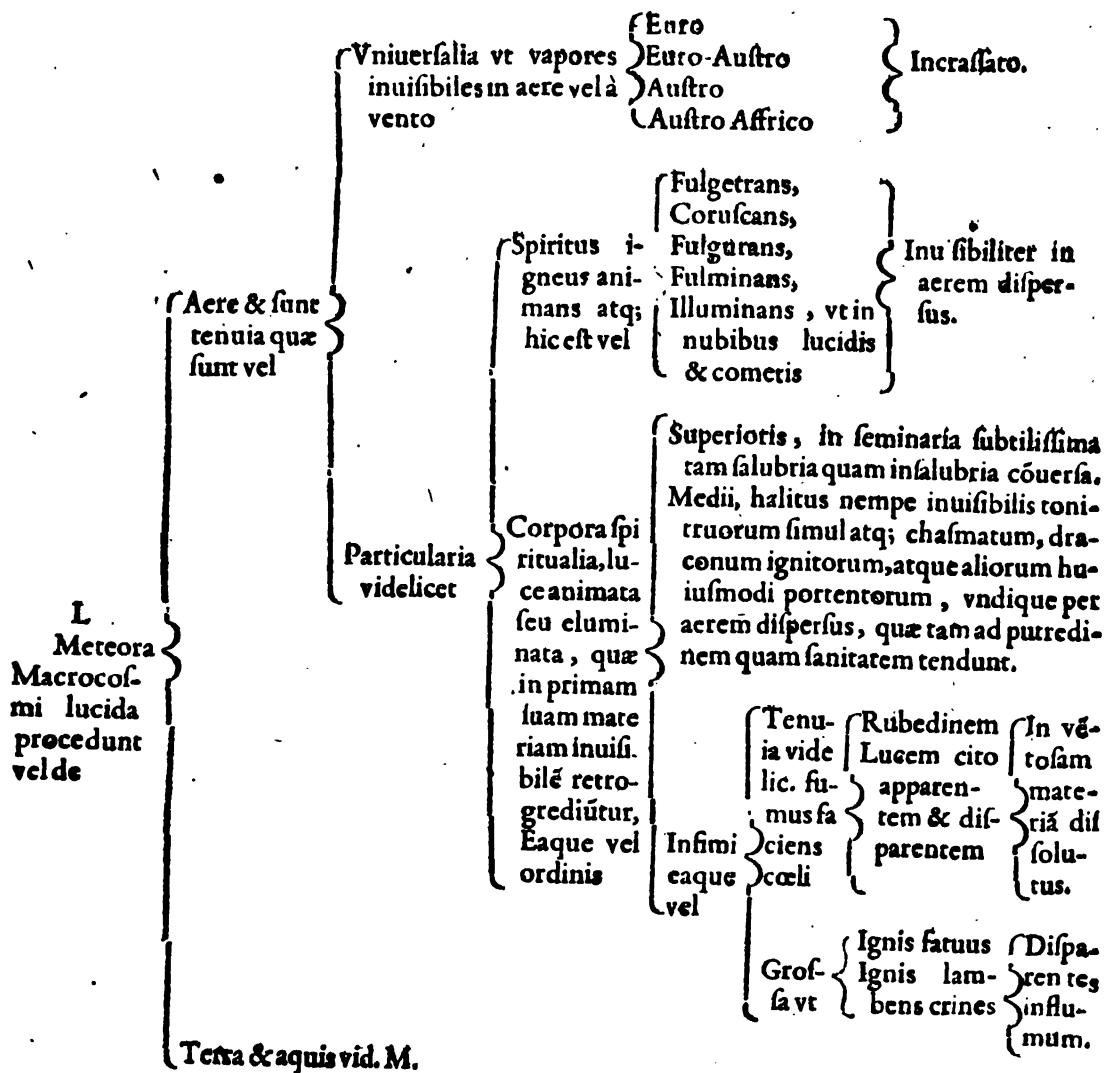 L
Meteora
Macrocoſ-
mi lucida
procedunt
vel de
Aere & ſunt
tenuia quæ
ſunt vel
Vniuerſalia vt vapores
inuiſibiles in aere vel à
vento
Euro
Euro-Auſtro
Auſtro
Auſtro Affrico
Incraſſato.
Particularia
videlicet
Spiritus i-
gneus ani-
mans atq;
hic eſt vel
Fulgetrans,
Coruſcans,
Fulgurans,
Fulminans,
Illuminans, vt in
nubibus lucidis
& cometis
Inu ſibiliter in
aerem diſper-
ſus.
Corpora ſpi
ritualia, lu-
ce animata
ſeu elumi-
nata, quæ
in primam
ſuam mate
riam inuiſi.
bilẽ retro-
grediũtur,
Eaque vel
ordinis
Superioris, in ſeminaria ſubtiliſſima
tam ſalubria quam inſalubria cõuerſa.
Medii, halitus nempe inuiſibilis toni-
truorum ſimul atq; chaſmatum, dra-
conum ignitorum, atque aliorum hu-
iuſmodi portentorum, vndique per
aerem̃ diſperſus, quæ tam ad putredi-
nem quam ſanitatem tendunt.
Infimi
eaque
vel
Tenu-
ia vide
lic. fu-
mus fa
ciens
cœli
Rubedinem
Lucem cito
apparen-
tem & diſ-
parentem
In vẽ-
toſam
mate-
riã diſ
ſolu-
tus.
Groſ-
ſa vt
Ignis fatuus
Ignis lam-
bens crines
Diſpa-
ren tes
in flu-
mum.
Terra & aquis vid. M.